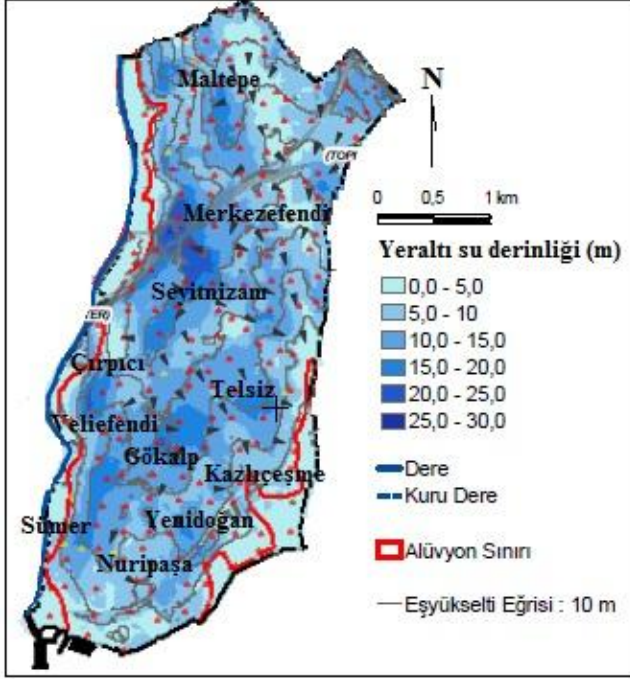 Maltepe
N
(TOPI
0 0,5 1 km
Merkezefendi
Yeraltı su derinliği (m)
Seyitnizam
0,0 - 5,0
5,0 - 10
(ER)
10,0 - 15,0
Çırpıcı
15,0 - 20,0
Telsiz
20,0 - 25,0
Veliefendi
25,0 - 30,0
Gökalp
Kazlıçeşme
Dere
Kuru Dere
Sümer
Yenidoğan
Alüvyon Sınırı
Nuripaşa
Eşyükselti Eğrisi : 10 m